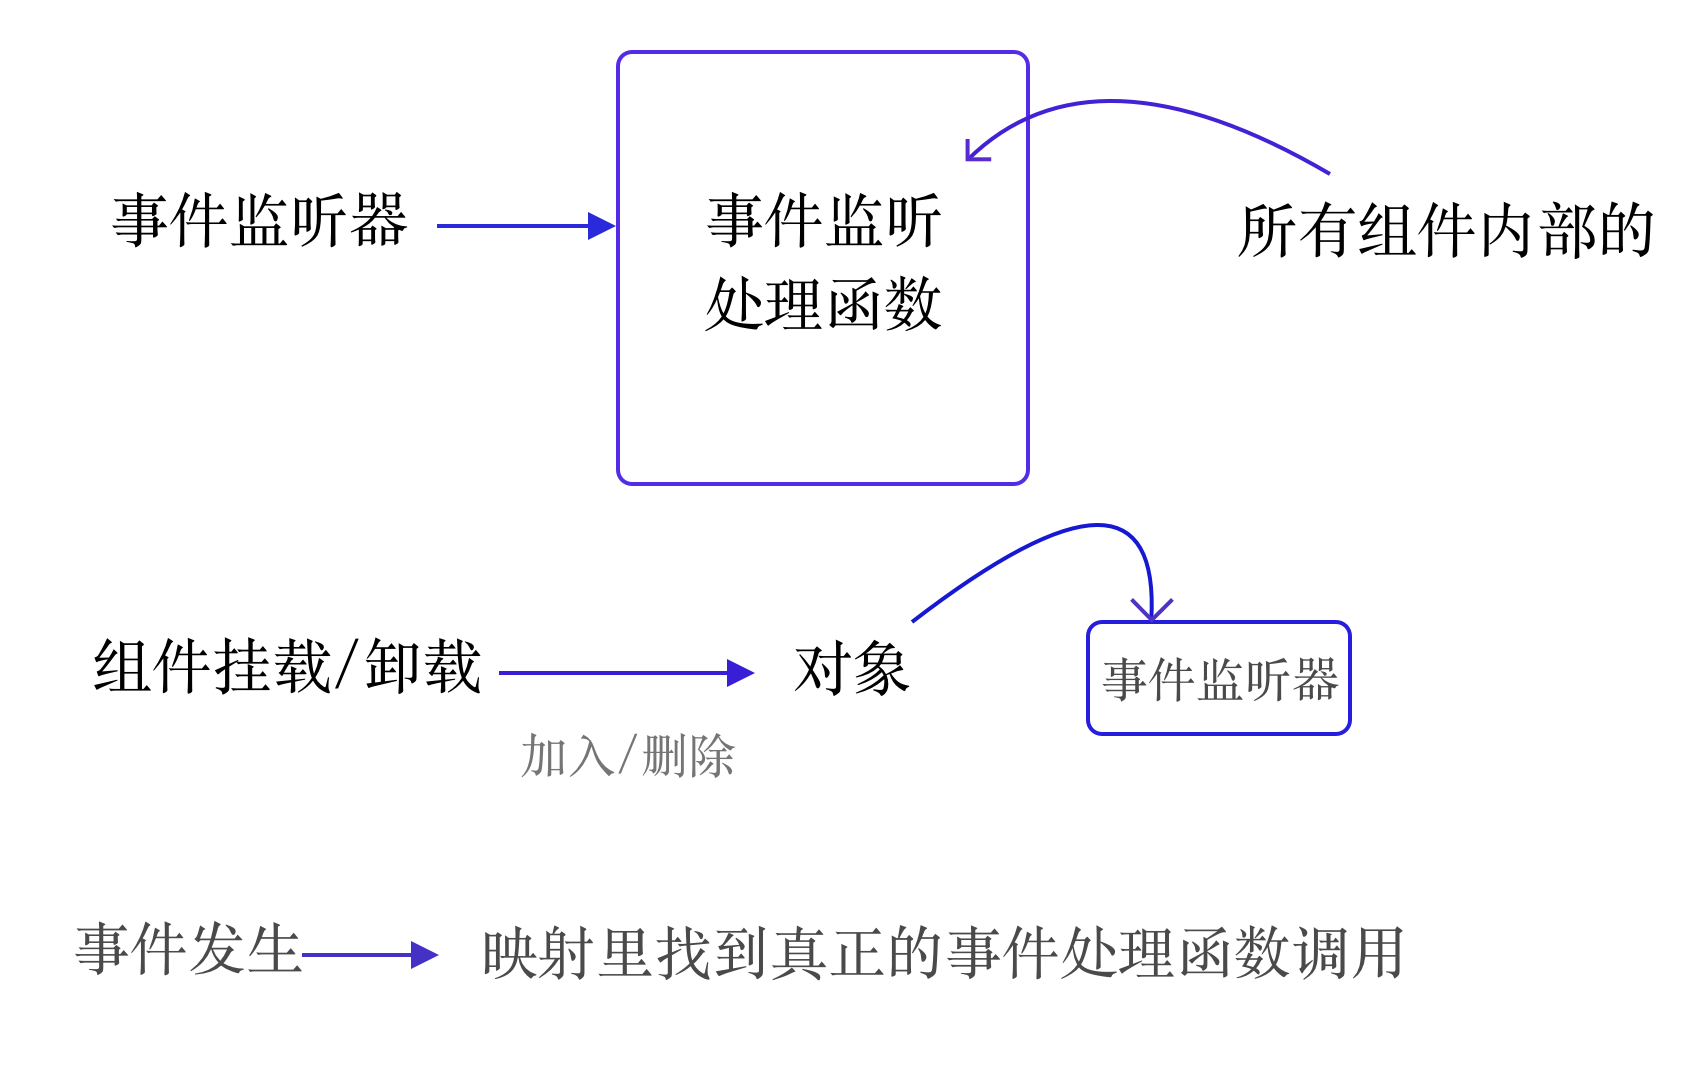 事件监听器
事件监听
处理函数
所有组件内部的
组件挂载/卸载
加入/删除
对象
事件监听器
事件发生
映射里找到真正的事件处理函数调用